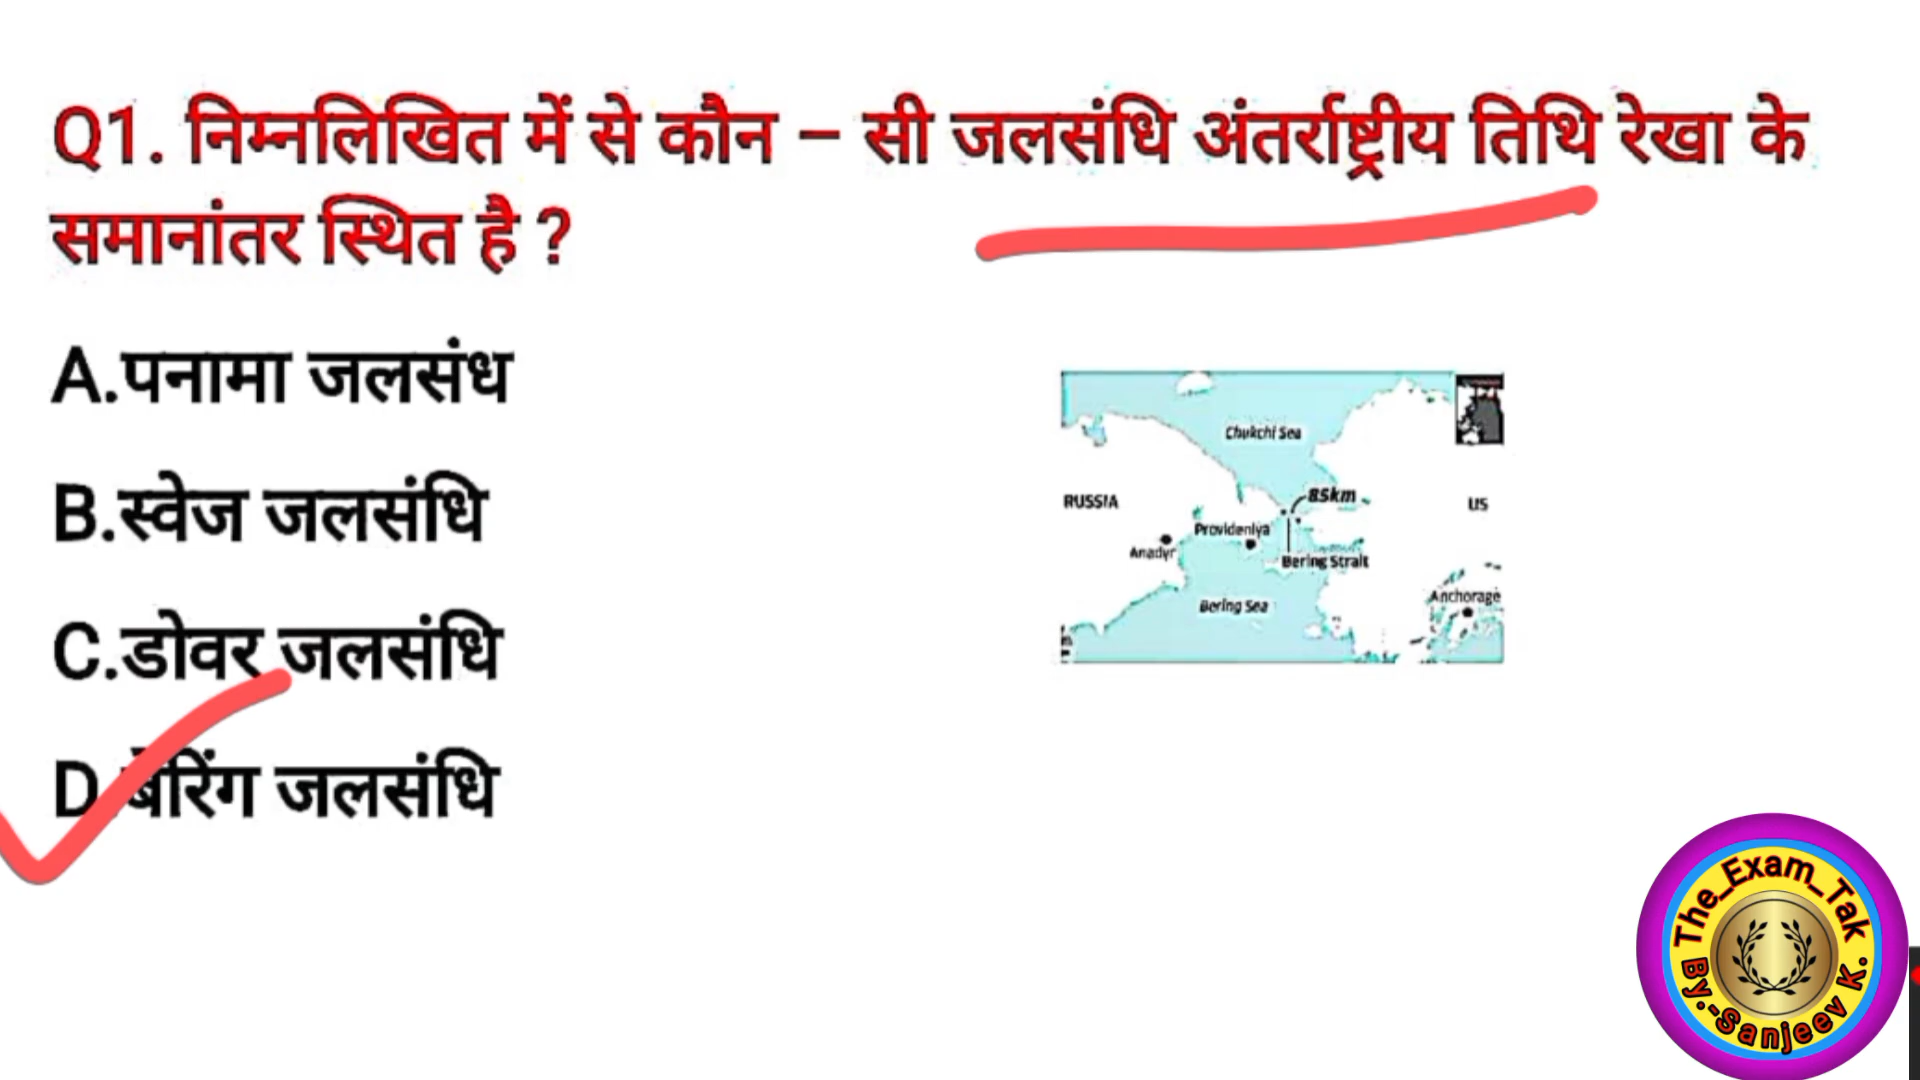 Q1. निम्नलिखित में से कौन – सी जलसंधि अंतर्राष्ट्रीय तिथि रेखा के
समानांतर स्थित है ?
A.पनामा जलसंध
B.स्वेज जलसंधि
C.डोवर जलसंधि
D.बेरिंग जलसंधि
Chukchi Sea
RUSSIA
85km
US
Provideniya
Anadyr
Bering Strait
Bering Sea
Anchorage
The_Exam_Tak
By.-Sanjeev K.